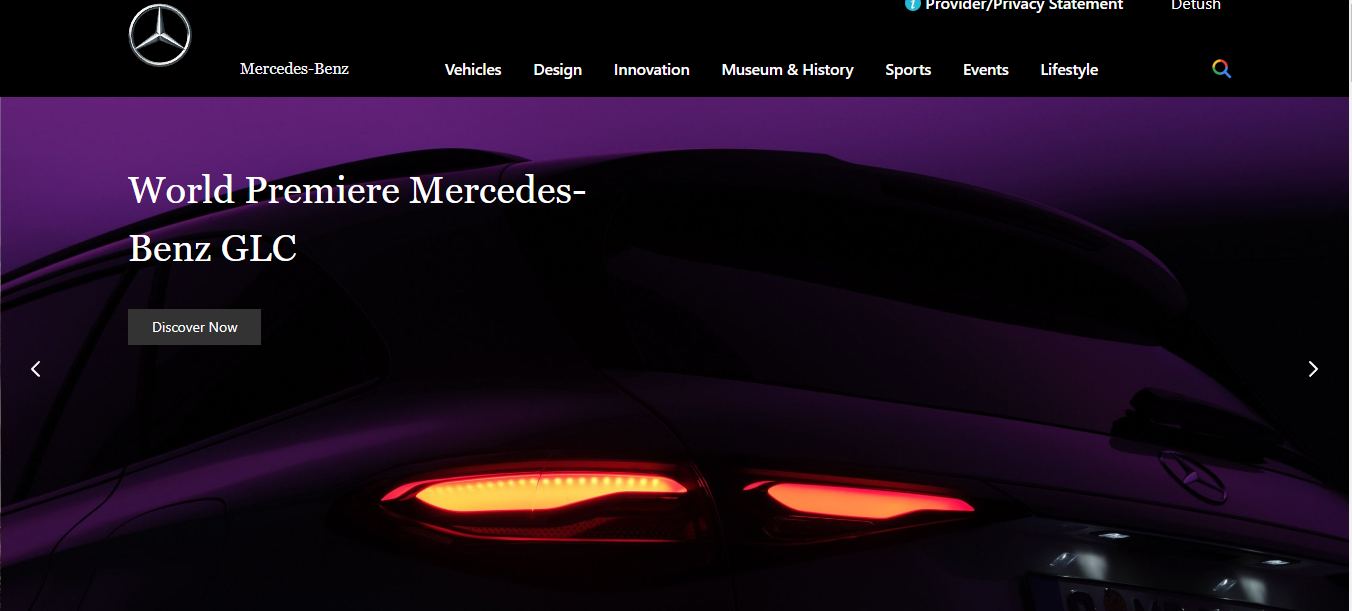 Provider/Privacy Statement
Detush
Mercedes-Benz
Vehicles
Design
Innovation
Museum & History
Sports
Events
Lifestyle
World Premiere Mercedes-
Benz GLC
Discover Now